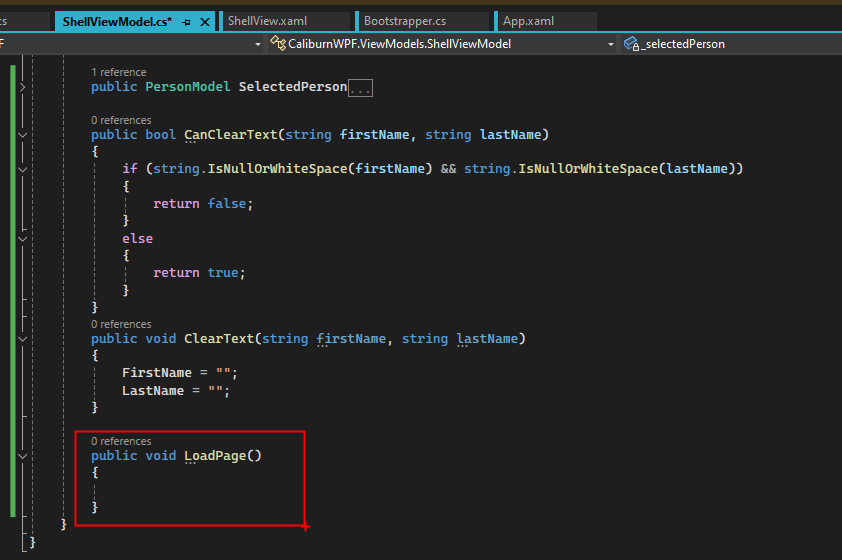 cs
ShellViewModel.cs*
ShellView.xaml
Bootstrapper.cs
App.xaml
F
CaliburnWPF.ViewModels.ShellViewModel
_selectedPerson
1 reference
public PersonModel SelectedPerson...
0 references
public bool CanClearText(string firstName, string lastName)
{
if (string.IsNullOrWhiteSpace(firstName) && string.IsNullOrWhiteSpace(lastName))
{
return false;
}
else
{
return true;
}
}
0 references
public void ClearText(string firstName, string lastName)
{
FirstName = "";
LastName = "";
}
0 references
public void LoadPage()
{
}
}
}